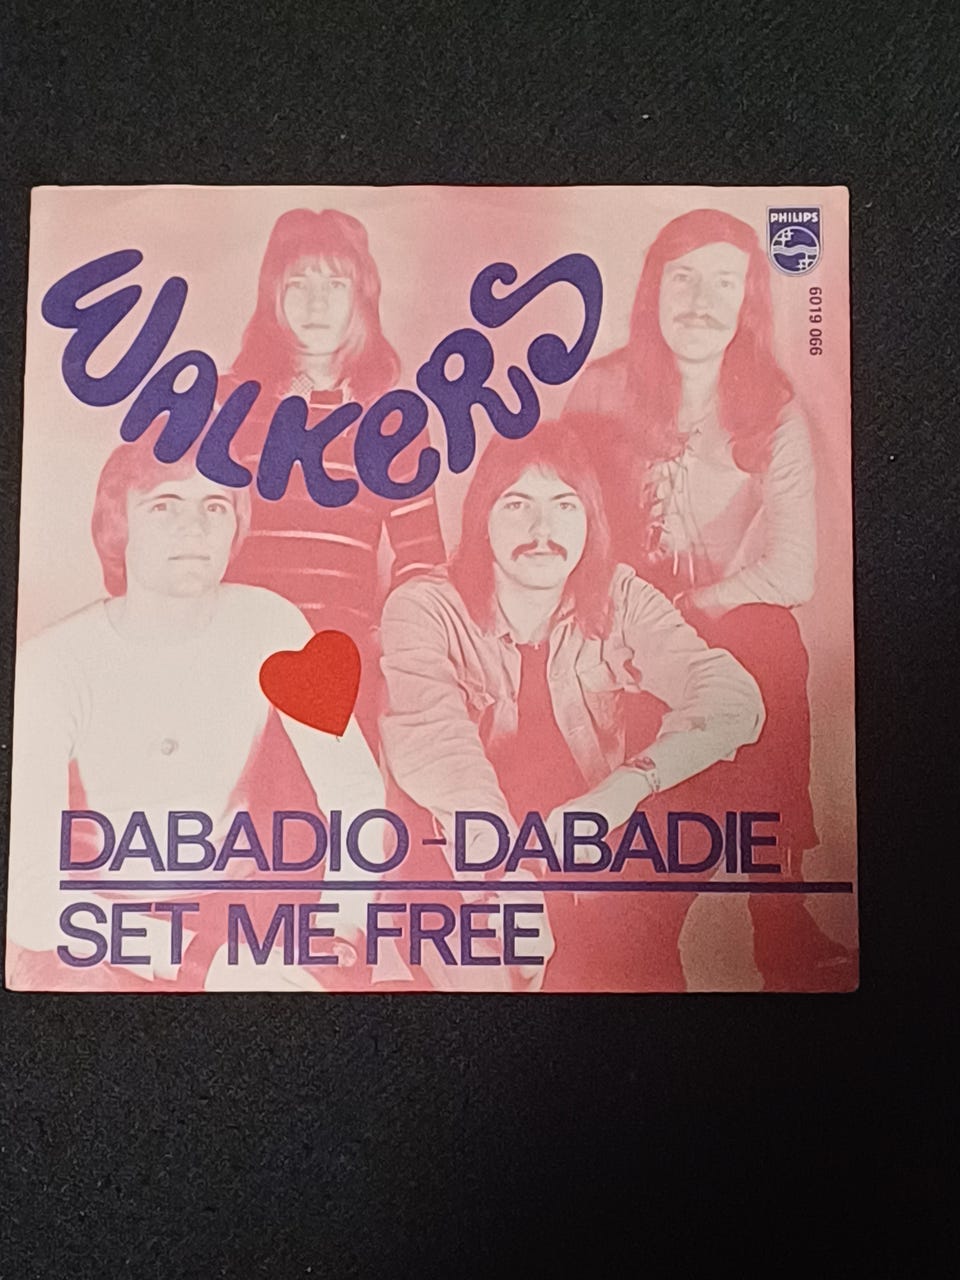 WALKERS
PHILIPS
6019 066
DABADIO-DABADIE
SET ME FREE